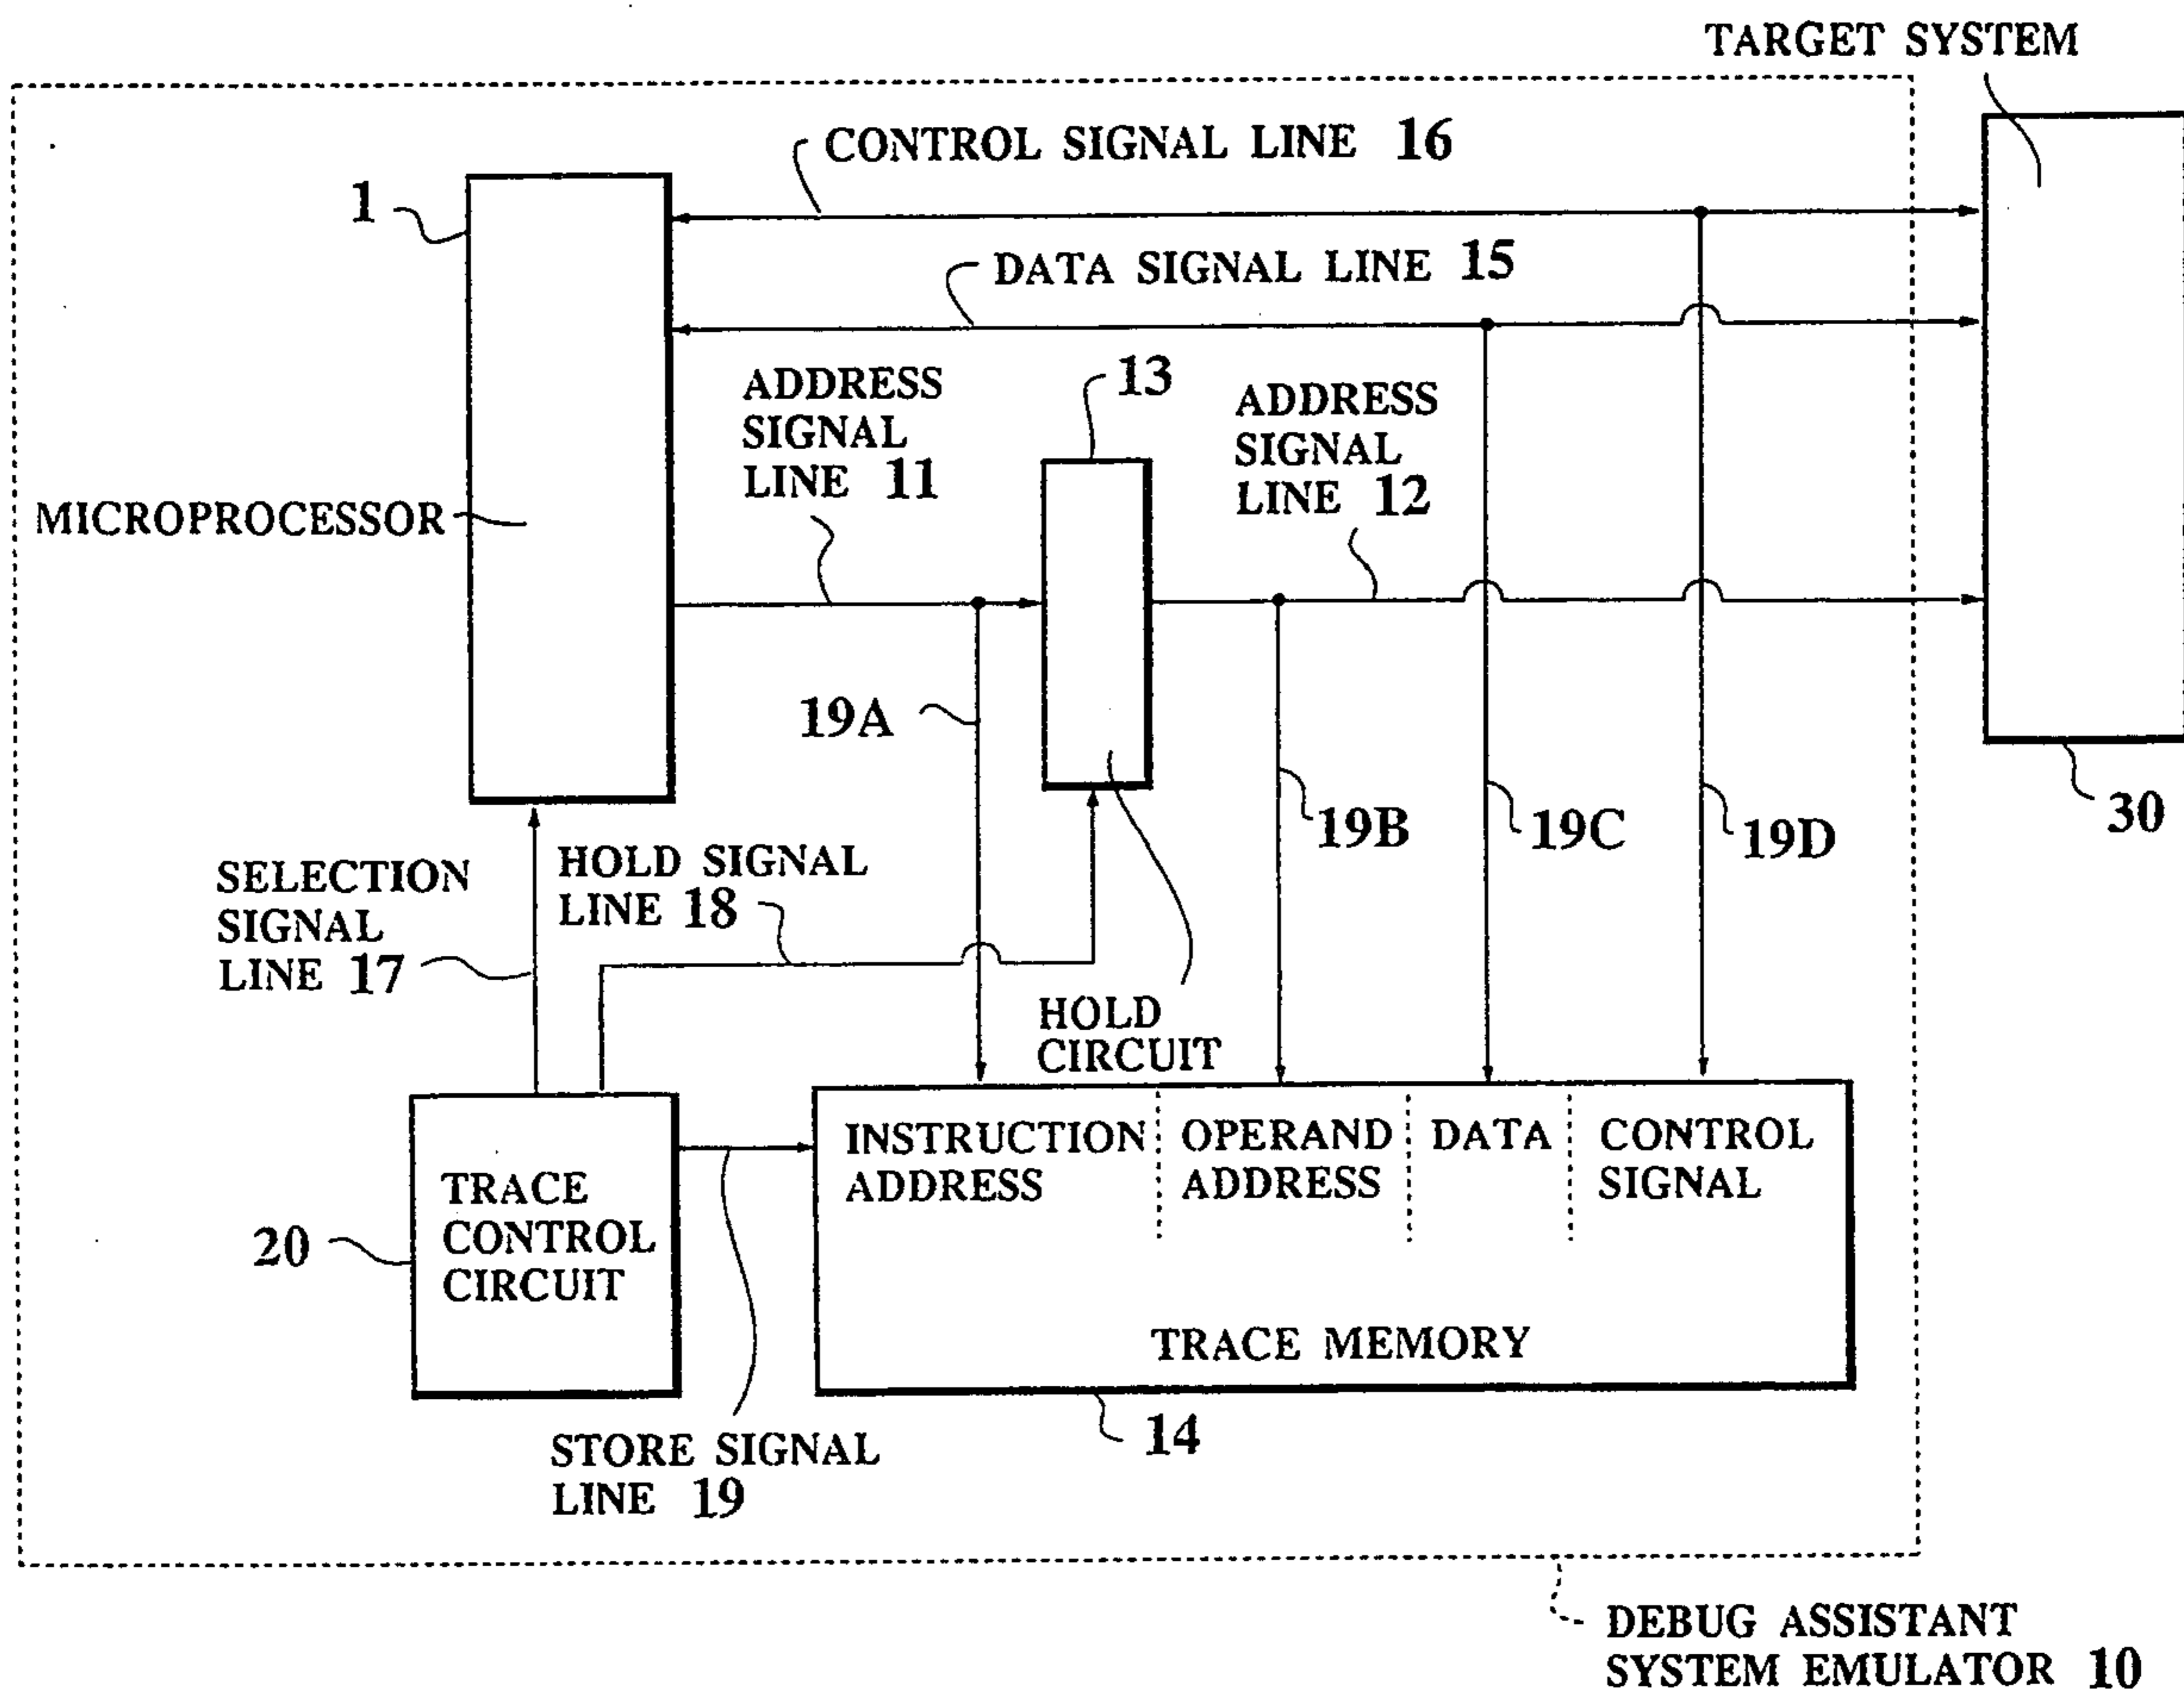 TARGET SYSTEM
CONTROL SIGNAL LINE 16
1
DATA SIGNAL LINE 15
ADDRESS
SIGNAL
LINE 11
13
ADDRESS
SIGNAL
LINE 12
MICROPROCESSOR
19A
19B
19C
19D
30
SELECTION
SIGNAL
LINE 17
HOLD SIGNAL
LINE 18
HOLD
CIRCUIT
TRACE
CONTROL
CIRCUIT
20
INSTRUCTION
ADDRESS
OPERAND
ADDRESS
DATA
CONTROL
SIGNAL
TRACE MEMORY
14
STORE SIGNAL
LINE 19
DEBUG ASSISTANT
SYSTEM EMULATOR 10